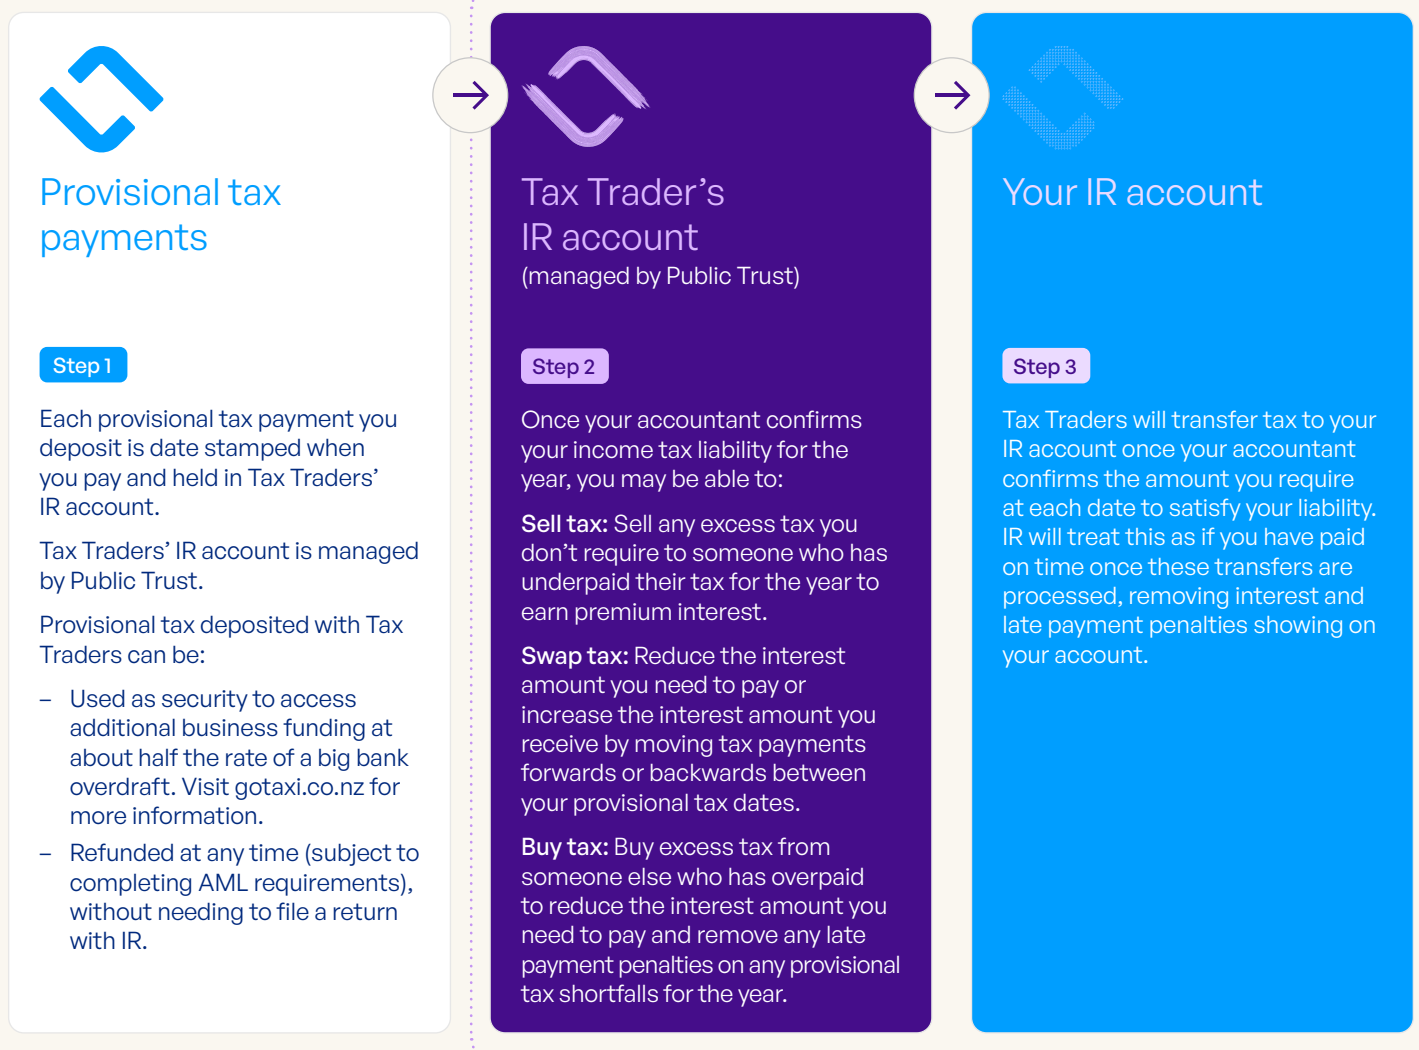 Provisional tax
payments
Step 1
Each provisional tax payment you
deposit is date stamped when
you pay and held in Tax Traders’
IR account.
Tax Traders’ IR account is managed
by Public Trust.
Provisional tax deposited with Tax
Traders can be:
– Used as security to access
additional business funding at
about half the rate of a big bank
overdraft. Visit gotaxi.co.nz for
more information.
– Refunded at any time (subject to
completing AML requirements),
without needing to file a return
with IR.
Tax Trader’s
IR account
(managed by Public Trust)
Step 2
Once your accountant confirms
your income tax liability for the
year, you may be able to:
Sell tax: Sell any excess tax you
don’t require to someone who has
underpaid their tax for the year to
earn premium interest.
Swap tax: Reduce the interest
amount you need to pay or
increase the interest amount you
receive by moving tax payments
forwards or backwards between
your provisional tax dates.
Buy tax: Buy excess tax from
someone else who has overpaid
to reduce the interest amount you
need to pay and remove any late
payment penalties on any provisional
tax shortfalls for the year.
Your IR account
Step 3
Tax Traders will transfer tax to your
IR account once your accountant
confirms the amount you require
at each date to satisfy your liability.
IR will treat this as if you have paid
on time once these transfers are
processed, removing interest and
late payment penalties showing on
your account.